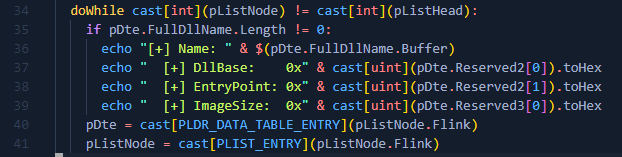 34 doWhile cast[int](pListNode) != cast[int](pListHead):
35 if pDte.FullDllName.Length != 0:
36 echo "[+] Name: " & $(pDte.FullDllName.Buffer)
37 echo "  [+] DllBase:    0x" & cast[uint](pDte.Reserved2[0]).toHex
38 echo "  [+] EntryPoint: 0x" & cast[uint](pDte.Reserved2[1]).toHex
39 echo "  [+] ImageSize:  0x" & cast[uint](pDte.Reserved3[0]).toHex
40 pDte = cast[PLDR_DATA_TABLE_ENTRY](pListNode.Flink)
41 pListNode = cast[PLIST_ENTRY](pListNode.Flink)